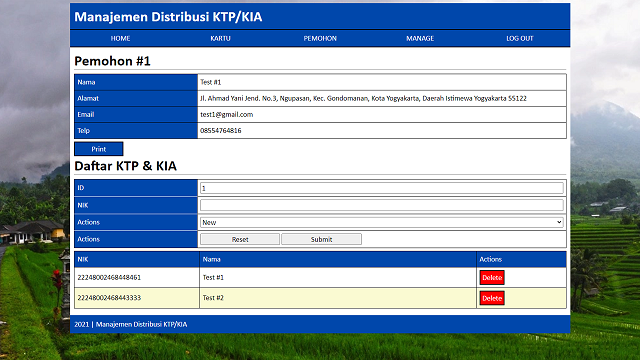 Manajemen Distribusi KTP/KIA
HOME KARTU PEMOHON MANAGE LOG OUT
Pemohon #1
Nama Test #1
Alamat Jl. Ahmad Yani Jend. No.3, Ngupasan, Kec. Gondomanan, Kota Yogyakarta, Daerah Istimewa Yogyakarta 55122
Email test1@gmail.com
Telp 08554764816
Print
Daftar KTP & KIA
ID 1
NIK
Actions New
Actions Reset Submit
NIK Nama Actions
22248002468448461 Test #1 Delete
22248002468443333 Test #2 Delete
2021 | Manajemen Distribusi KTP/KIA